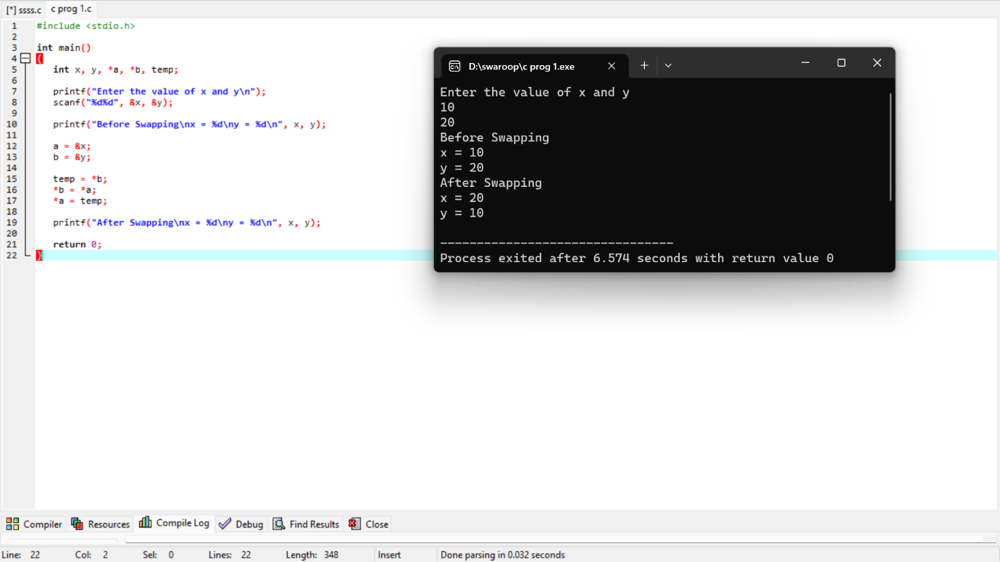 [*] ssss.c c prog 1.c
1 #include <stdio.h>
2
3 int main()
4 {
5 int x, y, *a, *b, temp;
6
7 printf("Enter the value of x and y\n");
8 scanf("%d%d", &x, &y);
9
10 printf("Before Swapping\nx = %d\ny = %d\n", x, y);
11
12 a = &x;
13 b = &y;
14
15 temp = *b;
16 *b = *a;
17 *a = temp;
18
19 printf("After Swapping\nx = %d\ny = %d\n", x, y);
20
21 return 0;
22 }
D:\swaroop\c prog 1.exe
Enter the value of x and y
10
20
Before Swapping
x = 10
y = 20
After Swapping
x = 20
y = 10
--------------------------------
Process exited after 6.574 seconds with return value 0
Compiler Resources Compile Log Debug Find Results Close
Line: 22 Col: 2 Sel: 0 Lines: 22 Length: 348 Insert Done parsing in 0.032 seconds